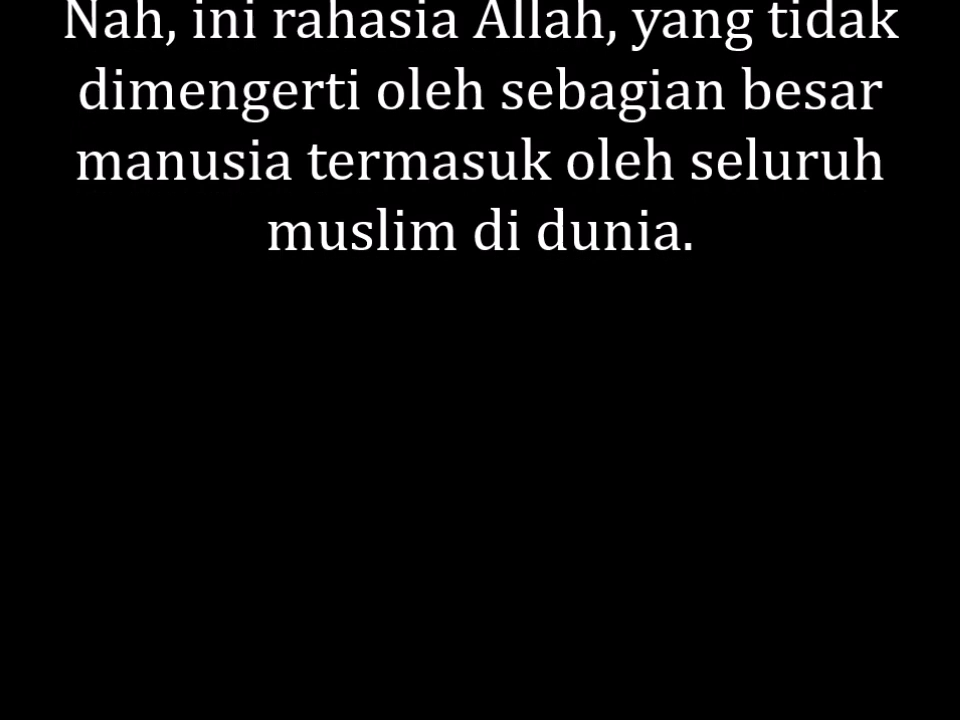 Nah, ini rahasia Allah, yang tidak
dimengerti oleh sebagian besar
manusia termasuk oleh seluruh
muslim di dunia.